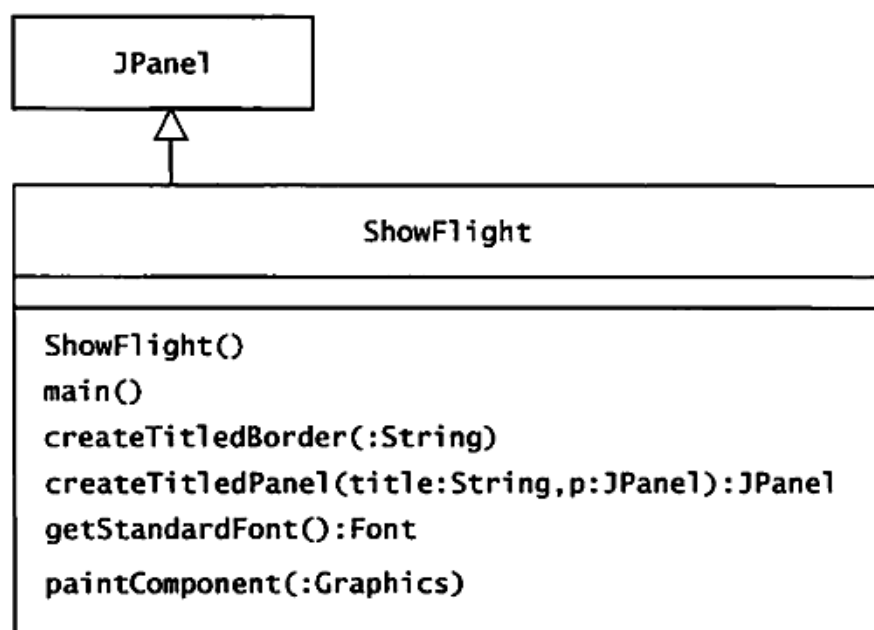 JPanel
ShowFlight
ShowFlight()
main()
createTitledBorder(:String)
createTitledPanel(title:String,p:JPanel):JPanel
getStandardFont():Font
paintComponent(:Graphics)